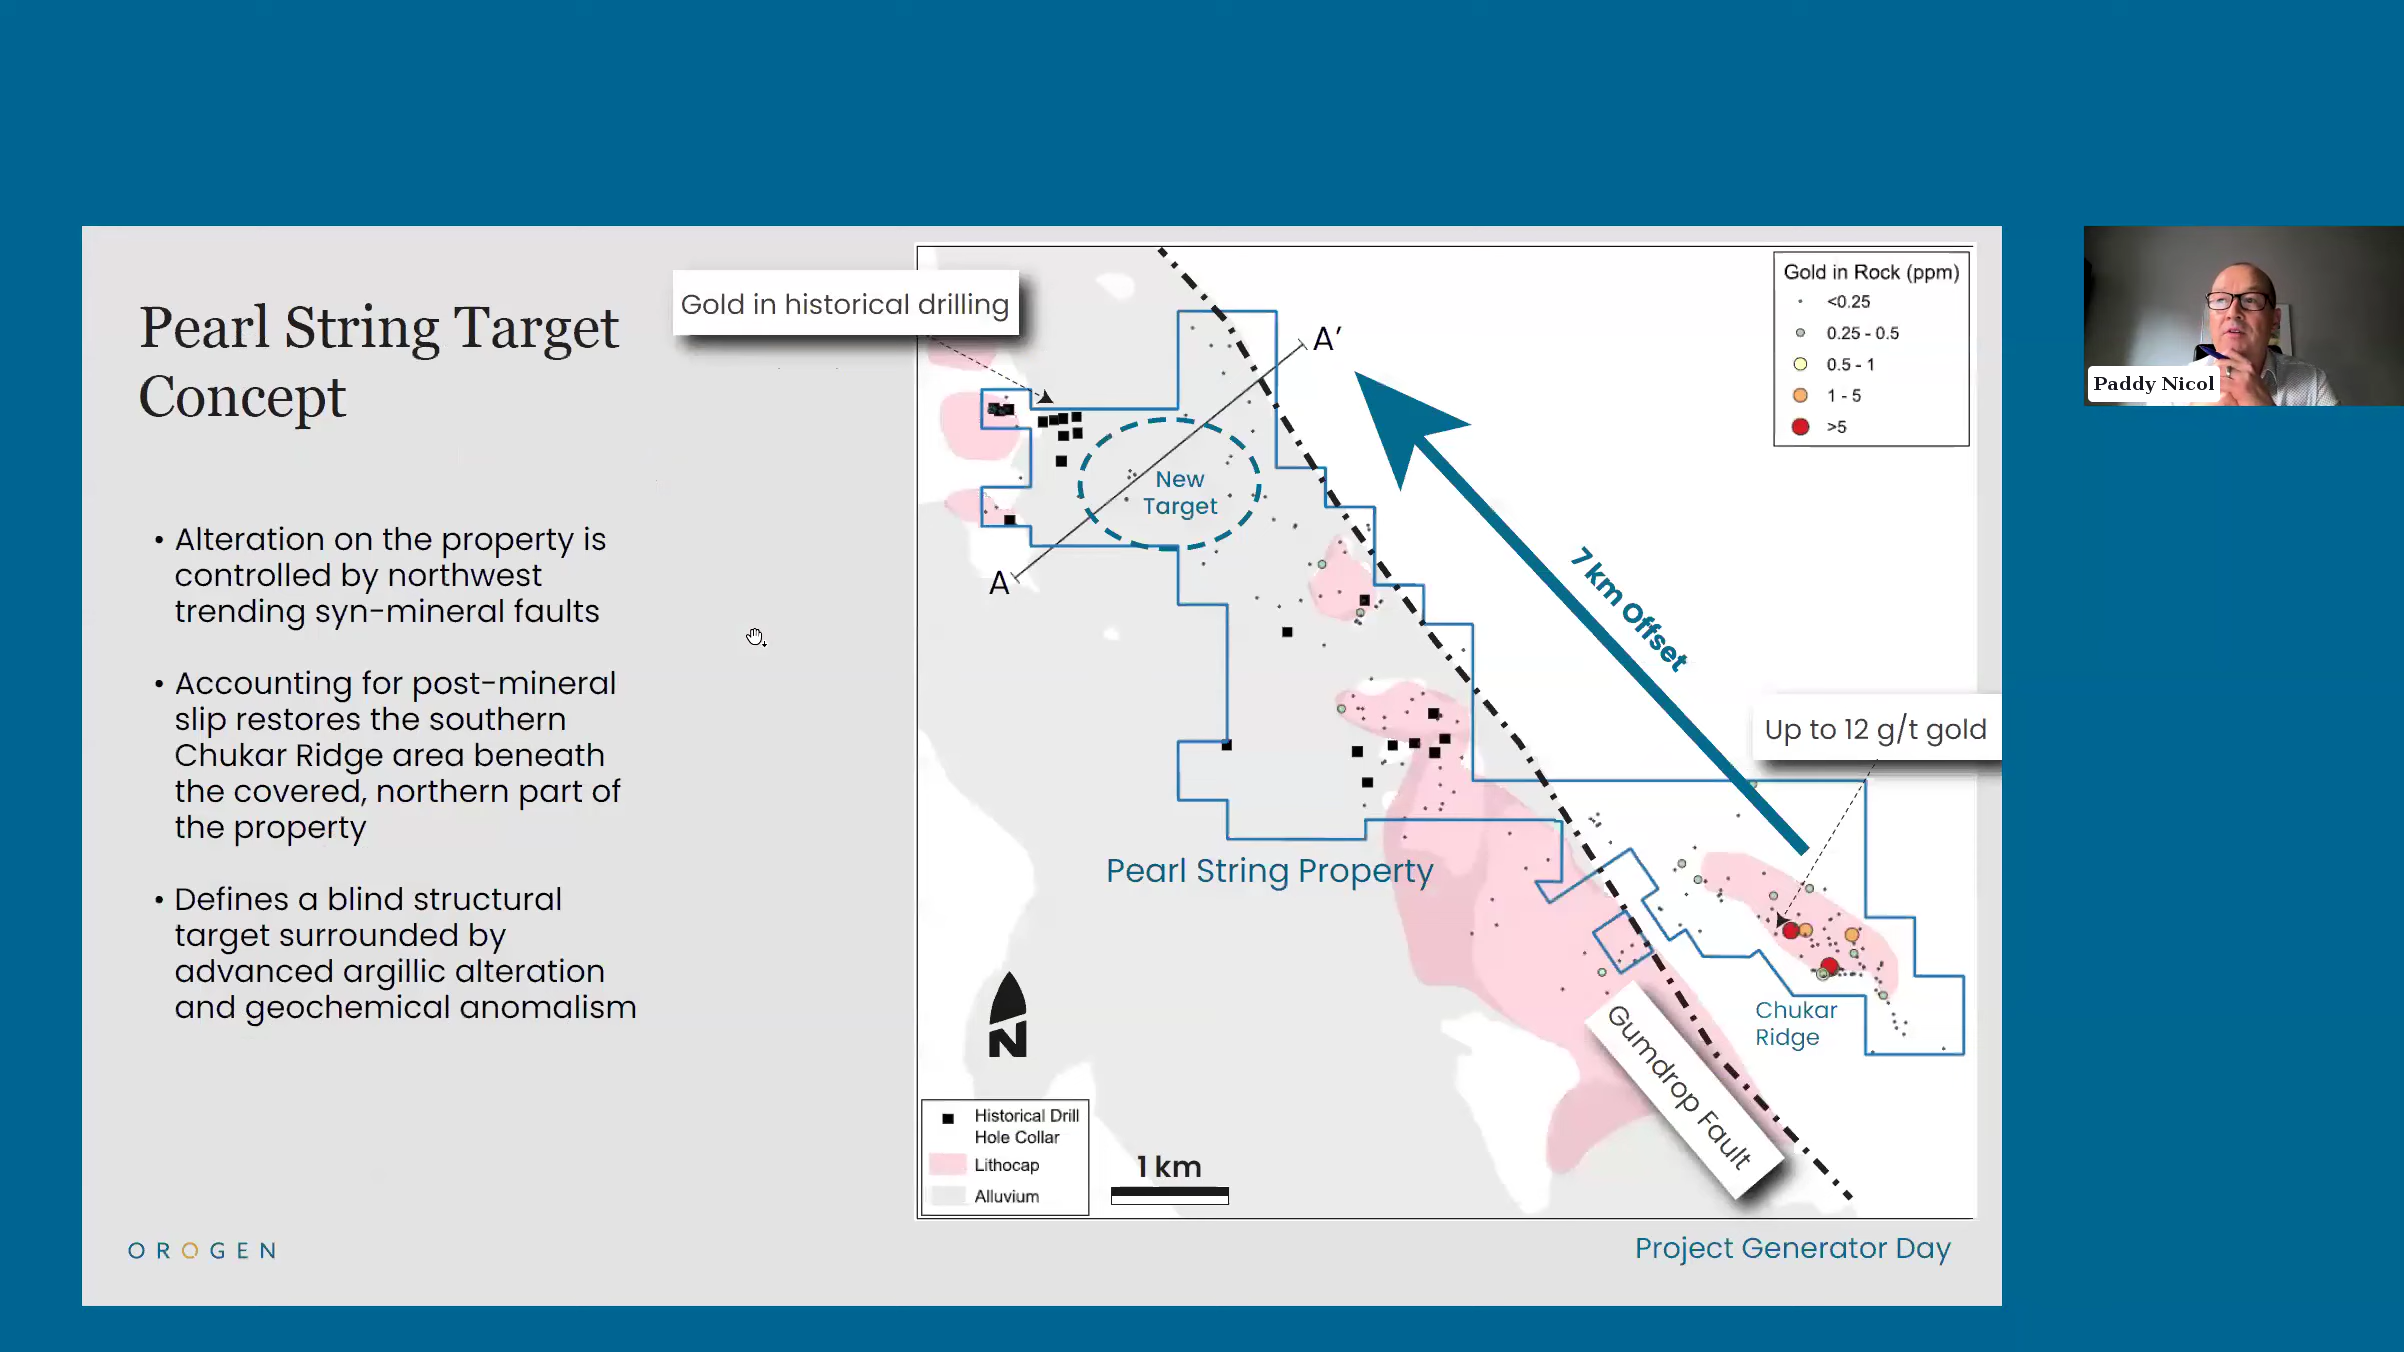 Pearl String Target
Concept
• Alteration on the property is
controlled by northwest
trending syn-mineral faults
• Accounting for post-mineral
slip restores the southern
Chukar Ridge area beneath
the covered, northern part of
the property
• Defines a blind structural
target surrounded by
advanced argillic alteration
and geochemical anomalism
OROGEN
Gold in historical drilling
A'
New
Target
A
7 km Offset
Gold in Rock (ppm)
<0.25
0.25 - 0.5
0.5 - 1
1 - 5
>5
Up to 12 g/t gold
Pearl String Property
Chukar
Ridge
Gumdrop Fault
N
Historical Drill
Hole Collar
Lithocap
Alluvium
1 km
Project Generator Day
Paddy Nicol